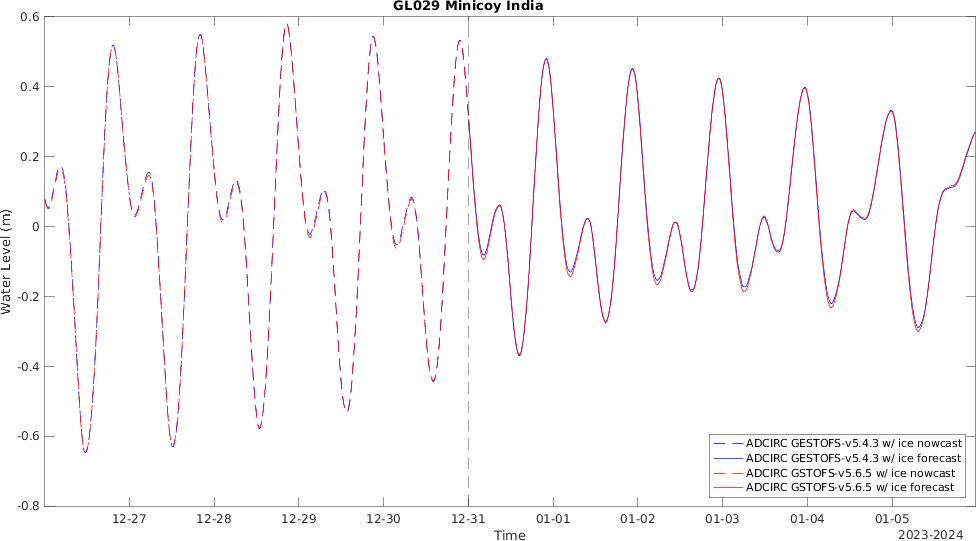 GL029 Minicoy India
0.6
0.4
0.2
0
-0.2
-0.4
-0.6
-0.8
Water Level (m)
12-27 12-28 12-29 12-30 12-31 01-01 01-02 01-03 01-04 01-05
Time
2023-2024
ADCIRC GESTOFS-v5.4.3 w/ ice nowcast
ADCIRC GESTOFS-v5.4.3 w/ ice forecast
ADCIRC GSTOFS-v5.6.5 w/ ice nowcast
ADCIRC GSTOFS-v5.6.5 w/ ice forecast